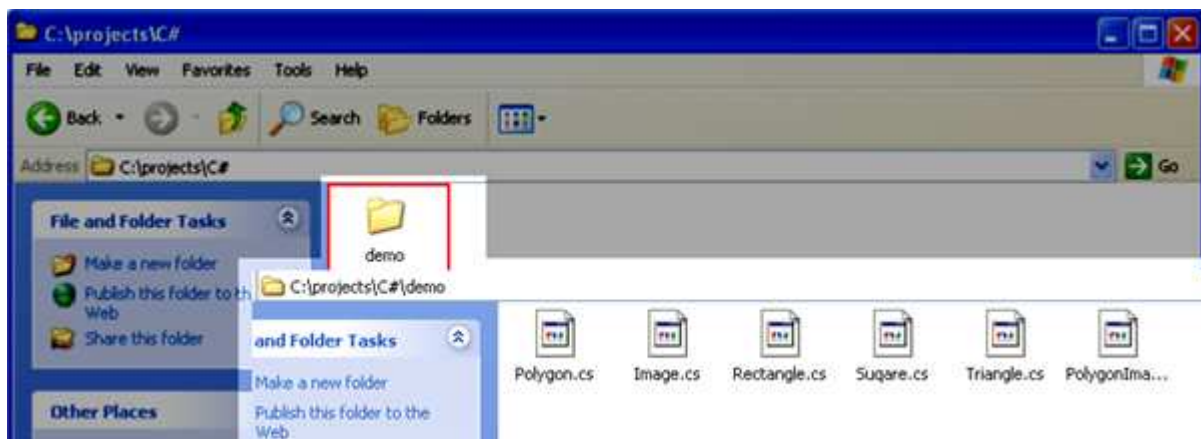 C:\projects\C#
File Edit View Favorites Tools Help
Back Search Folders
Address C:\projects\C# Go
File and Folder Tasks
Make a new folder
Publish this folder to th
Web
Share this folder
Other Places
demo
C:\projects\C#\demo
and Folder Tasks
Make a new folder
Publish this folder to the
Web
Polygon.cs Image.cs Rectangle.cs Suqare.cs Triangle.cs PolygonIma...